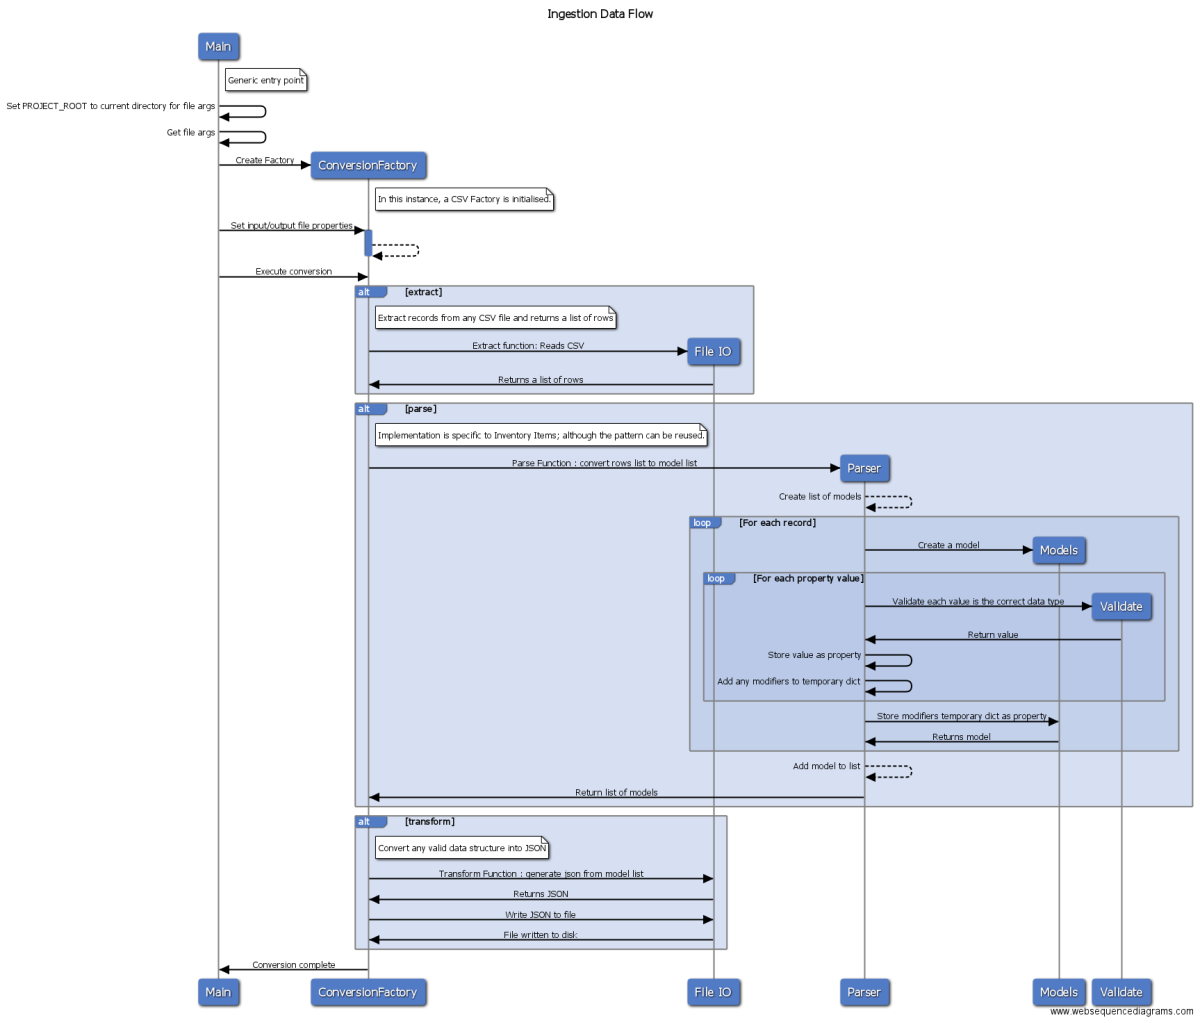 Ingestion Data Flow
Main
Generic entry point
Set PROJECT_ROOT to current directory for file args
Get file args
Create Factory
ConversionFactory
In this instance, a CSV Factory is initialised.
Set input/output file properties
Execute conversion
alt
[extract]
Extract records from any CSV file and returns a list of rows
Extract function: Reads CSV
File IO
Returns a list of rows
alt
[parse]
Implementation is specific to Inventory Items; although the pattern can be reused.
Parse Function : convert rows list to model list
Parser
Create list of models
loop
[For each record]
Create a model
Models
loop
[For each property value]
Validate each value is the correct data type
Validate
Return value
Store value as property
Add any modifiers to temporary dict
Store modifiers temporary dict as property
Returns model
Add model to list
Return list of models
alt
[transform]
Convert any valid data structure into JSON
Transform Function : generate json from model list
Returns JSON
Write JSON to file
File written to disk
Conversion complete
Main
ConversionFactory
File IO
Parser
Models
Validate
www.websequencediagrams.com